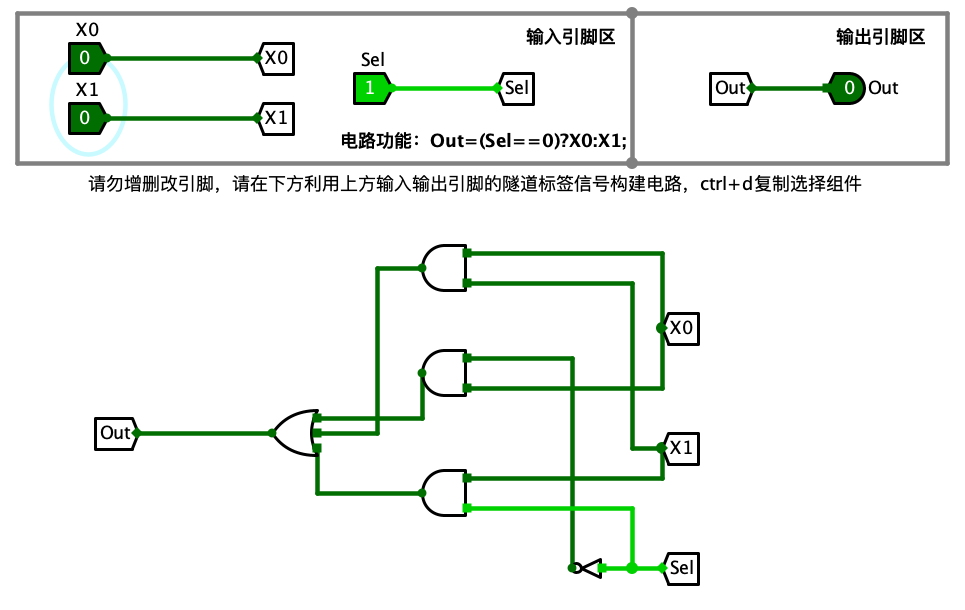 X0
0
X0
X1
0
X1
Sel
1
Sel
输入引脚区
电路功能：Out=(Sel==0)?X0:X1;
输出引脚区
Out
0
Out
请勿增删改引脚，请在下方利用上方输入输出引脚的隧道标签信号构建电路，ctrl+d复制选择组件
X0
Out
X1
Sel